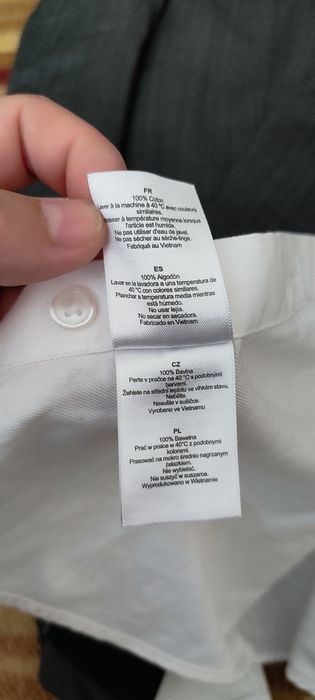 FR
100% Coton
Laver à la machine à 40 °C avec couleurs
similaires.
Repasser à température moyenne lorsque
l'article est humide.
Ne pas utiliser d'eau de javel.
Ne pas sécher au sèche-linge.
Fabriqué au Vietnam
ES
100% Algodón
Lavar en la lavadora a una temperatura de
40 °C con colores similares.
Planchar a temperatura media mientras
está húmedo.
No usar lejía.
No secar en secadora.
Fabricado en Vietnam
CZ
100% Bavlna
Perte v pračce na 40 °C s podobnými
barvami.
Žehlete na střední teplotu ve vlhkém stavu.
Nebělite.
Nesušite v sušičce.
Vyrobeno ve Vietnamu
PL
100% Bawełna
Prać w pralce w 40°C z podobnymi
kolorami.
Prasować na mokro średnio nagrzanym
żelazkiem.
Nie wybielać.
Nie suszyć w suszarce.
Wyprodukowano w Wietnamie